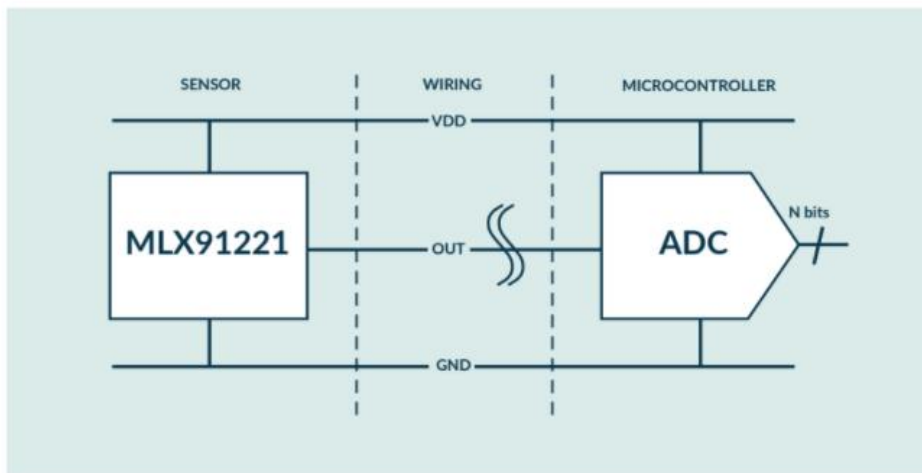 SENSOR
WIRING
MICROCONTROLLER
VDD
MLX91221
OUT
ADC
N bits
GND